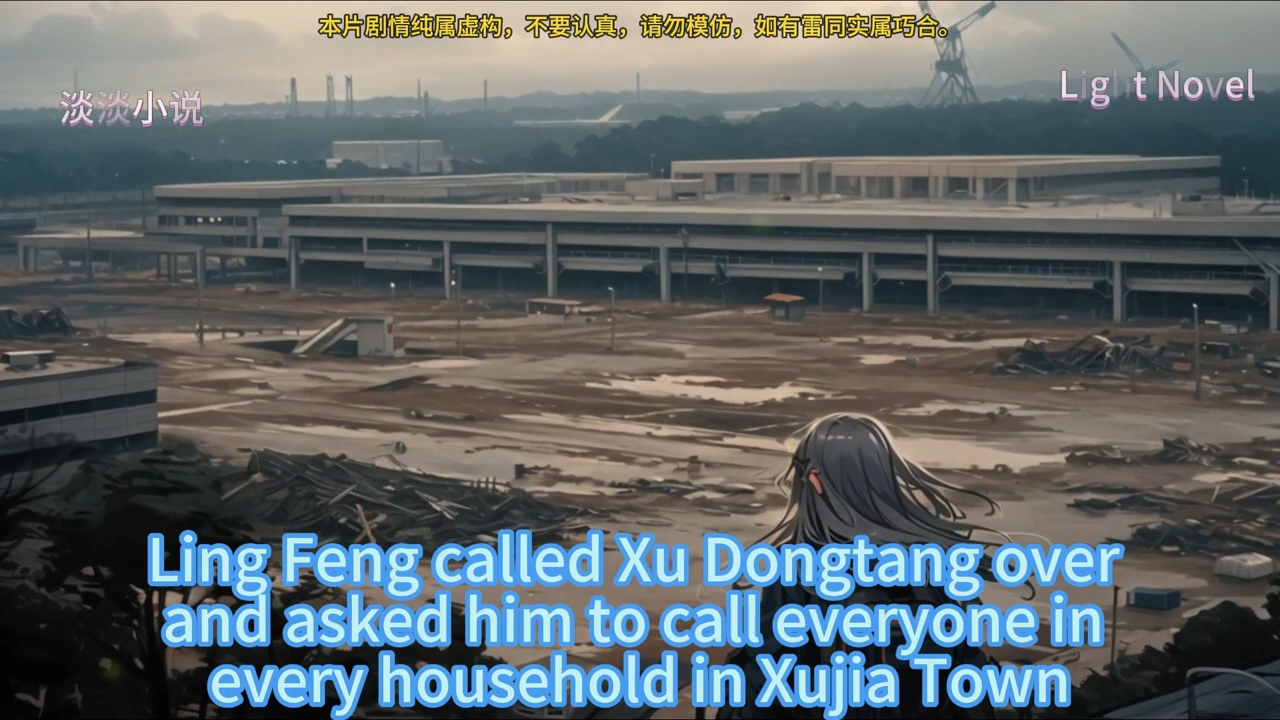 本片剧情纯属虚构，不要认真，请勿模仿，如有雷同实属巧合。
淡淡小说
Light Novel
Ling Feng called Xu Dongtang over
and asked him to call everyone in
every household in Xujia Town